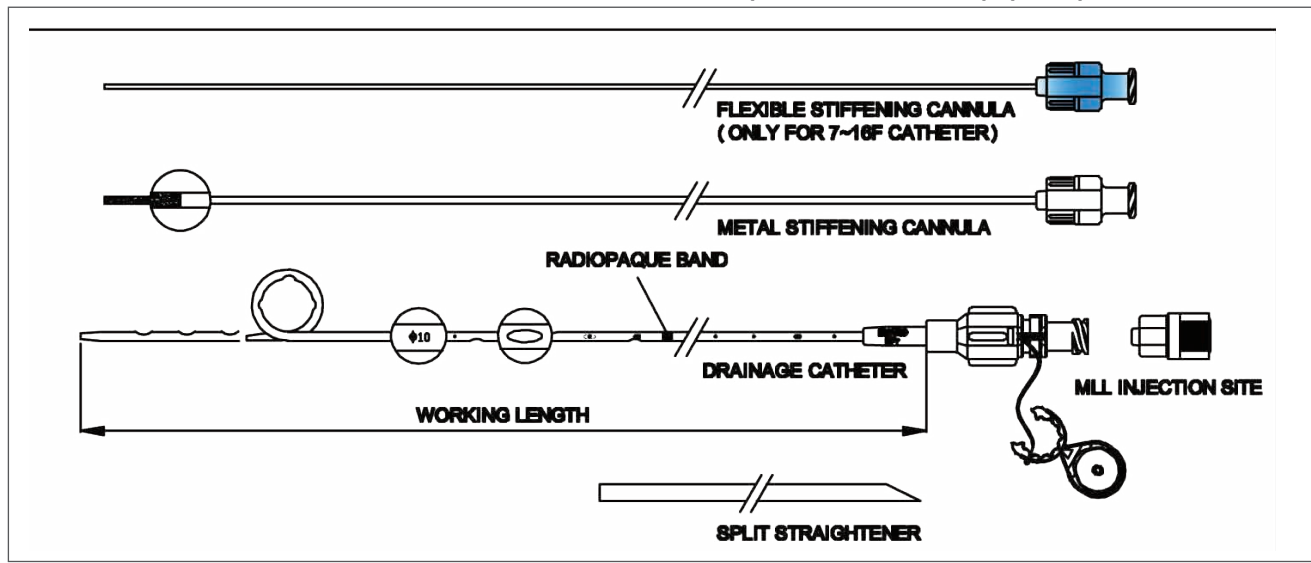 FLEXIBLE STIFFENING CANNULA
( ONLY FOR 7~16F CATHETER)
METAL STIFFENING CANNULA
RADIOPAQUE BAND
ϕ10
DRAINAGE CATHETER
MLL INJECTION SITE
WORKING LENGTH
SPLIT STRAIGHTENER